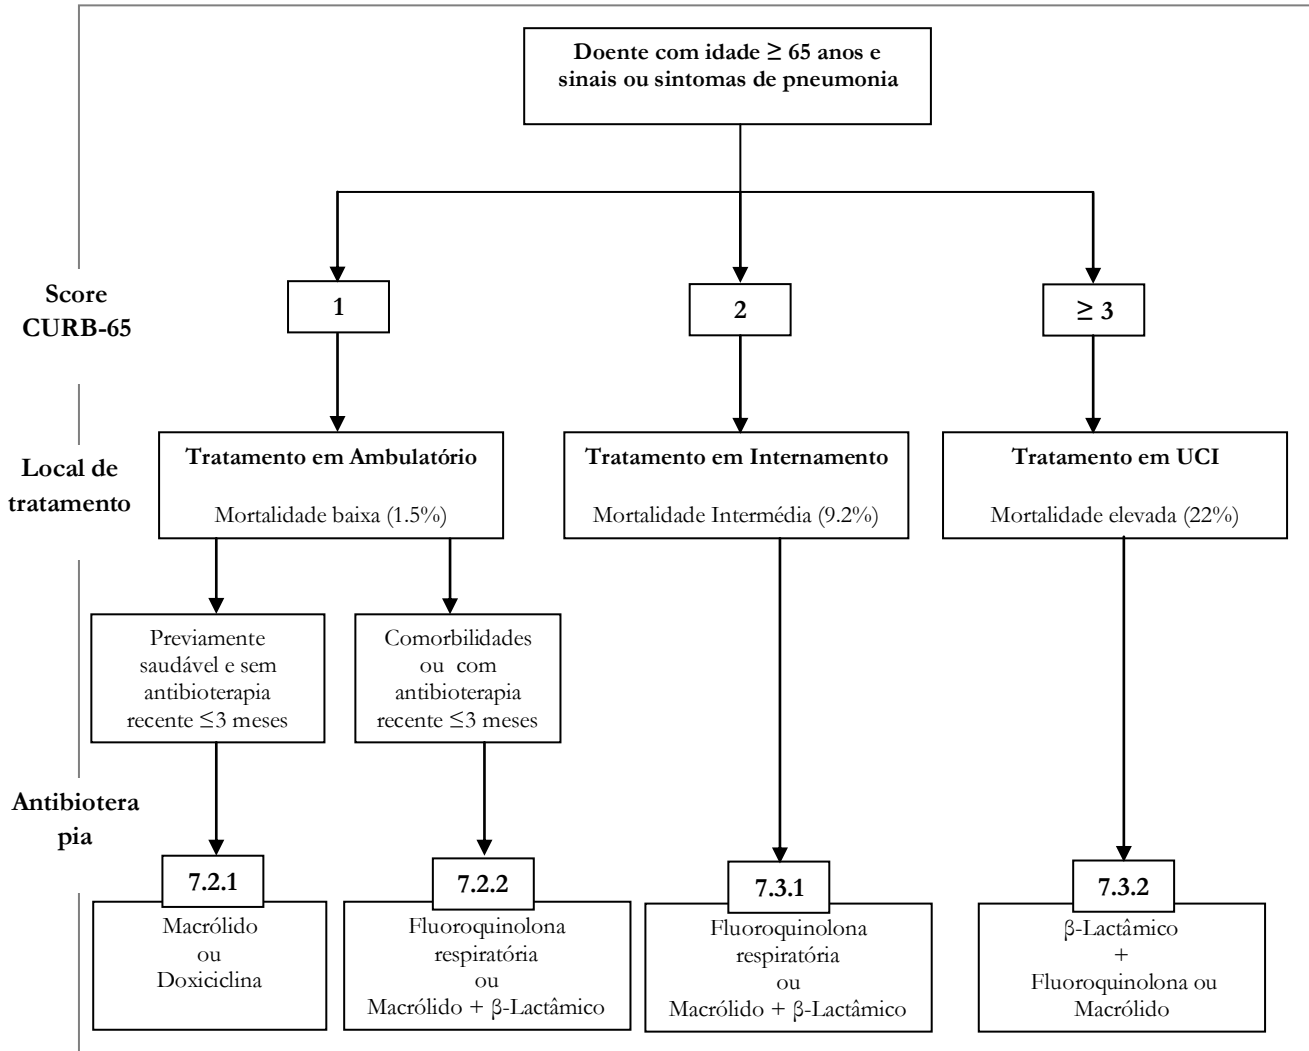 Doente com idade ≥ 65 anos e
sinais ou sintomas de pneumonia
Score
CURB-65
1
2
≥ 3
Local de
tratamento
Tratamento em Ambulatório
Mortalidade baixa (1.5%)
Tratamento em Internamento
Mortalidade Intermédia (9.2%)
Tratamento em UCI
Mortalidade elevada (22%)
Previamente
saudável e sem
antibioterapia
recente ≤3 meses
Comorbilidades
ou com
antibioterapia
recente ≤3 meses
Antibiotera
pia
7.2.1
Macrólido
ou
Doxiciclina
7.2.2
Fluoroquinolona
respiratória
ou
Macrólido + β-Lactâmico
7.3.1
Fluoroquinolona
respiratória
ou
Macrólido + β-Lactâmico
7.3.2
β-Lactâmico
+
Fluoroquinolona ou
Macrólido